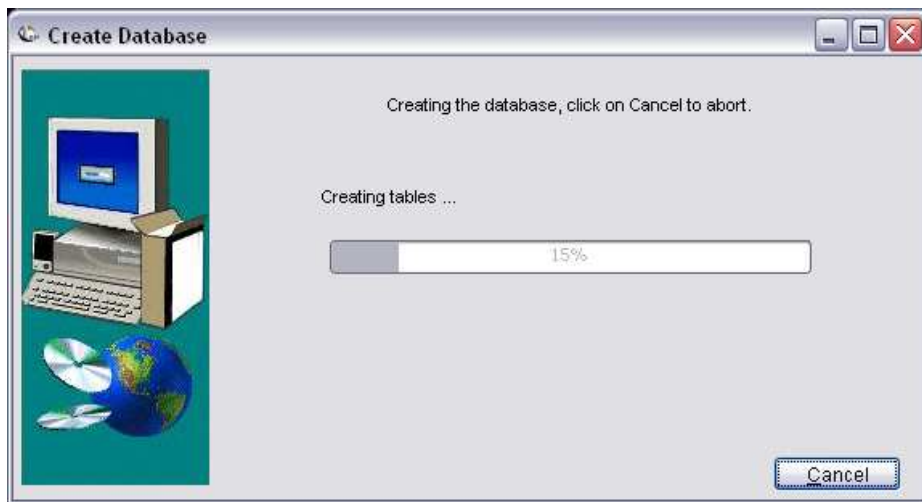 Create Database
Creating the database, click on Cancel to abort.
Creating tables ...
15%
Cancel